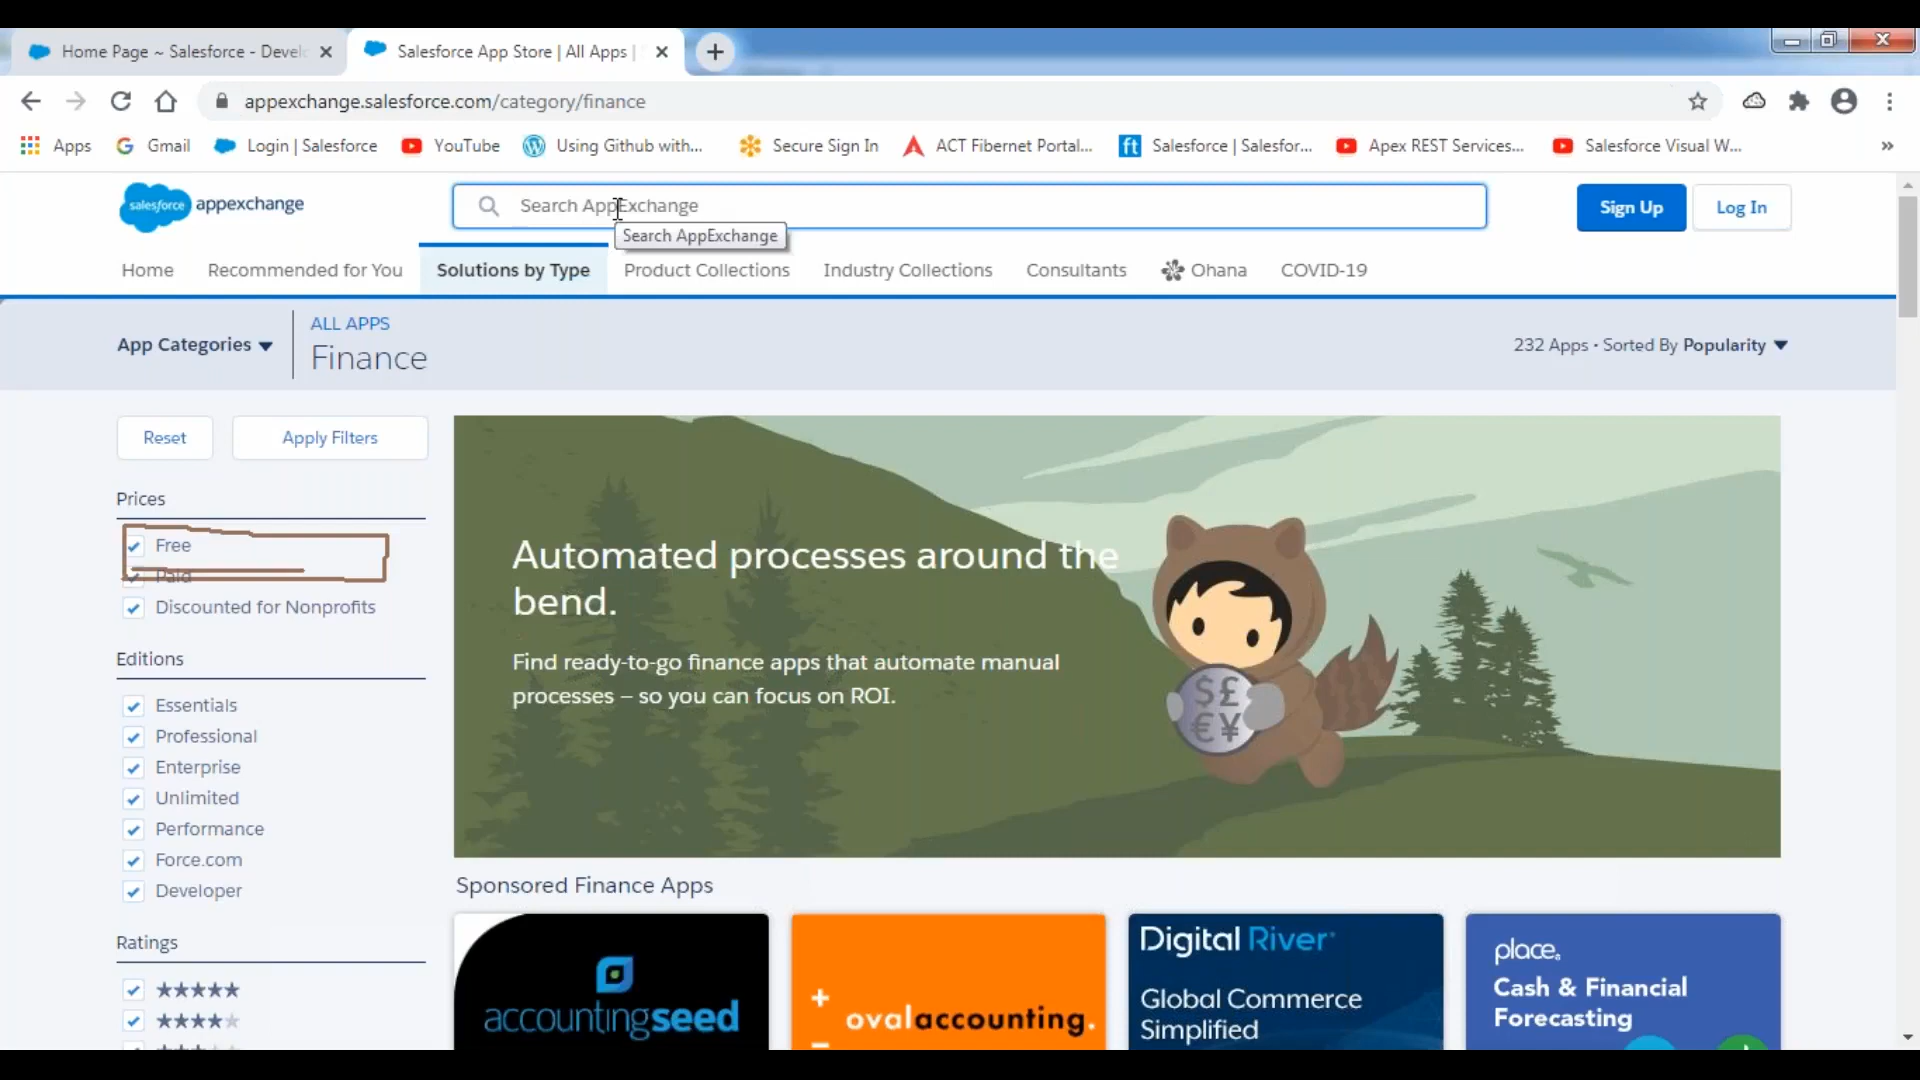 Home Page ~ Salesforce - Develo
Salesforce App Store | All Apps |
appexchange.salesforce.com/category/finance
Apps
Gmail
Login | Salesforce
YouTube
Using Github with...
Secure Sign In
ACT Fibernet Portal...
ft
Salesforce | Salesfor...
Apex REST Services...
Salesforce Visual W...
»
salesforce appexchange
Search AppExchange
Sign Up
Log In
Search AppExchange
Home
Recommended for You
Solutions by Type
Product Collections
Industry Collections
Consultants
Ohana
COVID-19
App Categories
ALL APPS
Finance
232 Apps • Sorted By Popularity
Reset
Apply Filters
Prices
Free
Paid
Discounted for Nonprofits
Editions
Essentials
Professional
Enterprise
Unlimited
Performance
Force.com
Developer
Ratings
Automated processes around the
bend.
Find ready-to-go finance apps that automate manual
processes – so you can focus on ROI.
$£
€¥
Sponsored Finance Apps
accountingseed
ovalaccounting.
Digital River
Global Commerce
Simplified
place.
Cash & Financial
Forecasting